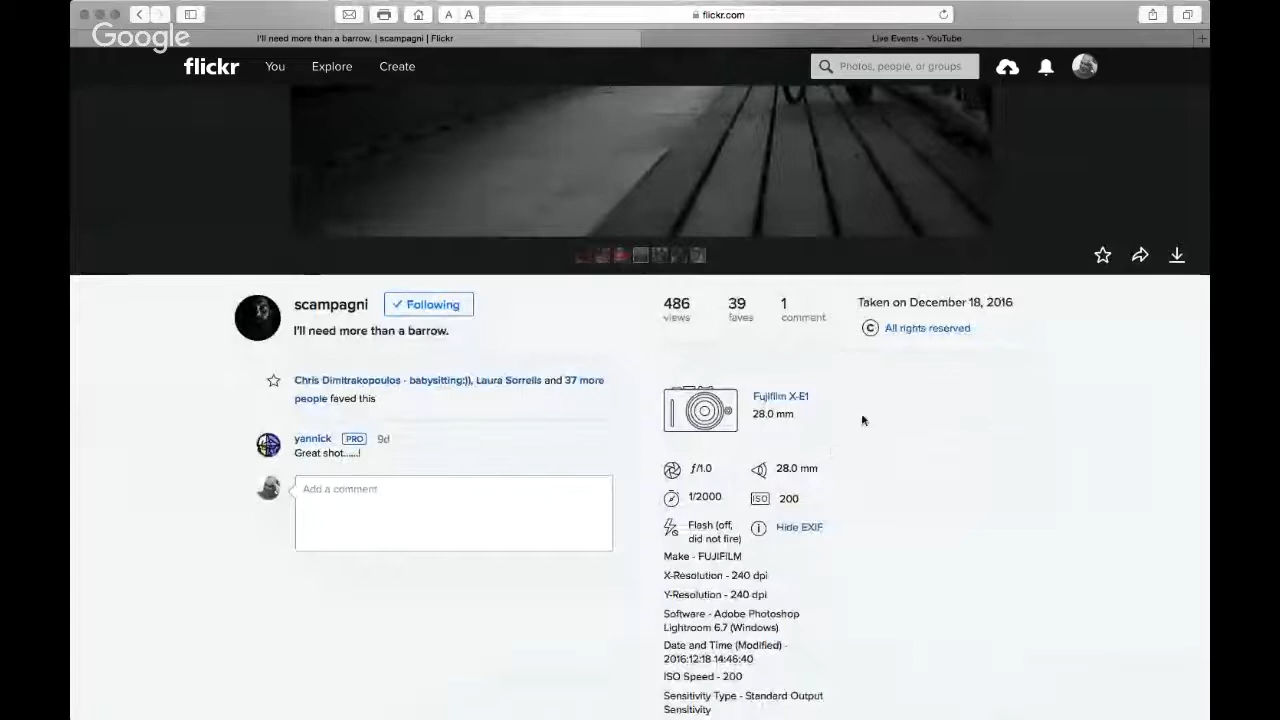 A A
flickr.com
Google
I'll need more than a barrow. | scampagni | Flickr
Live Events - YouTube
flickr
You
Explore
Create
Photos, people, or groups
scampagni
Following
I'll need more than a barrow.
Chris Dimitrakopoulos - babysitting:)), Laura Sorrells and 37 more
people faved this
yannick PRO 9d
Great shot......!
Add a comment
486 39 1
views faves comment
Taken on December 18, 2016
C All rights reserved
Fujifilm X-E1
28.0 mm
ƒ/1.0 28.0 mm
1/2000 ISO 200
Flash (off,
did not fire)
Hide EXIF
Make - FUJIFILM
X-Resolution - 240 dpi
Y-Resolution - 240 dpi
Software - Adobe Photoshop
Lightroom 6.7 (Windows)
Date and Time (Modified) -
2016:12:18 14:46:40
ISO Speed - 200
Sensitivity Type - Standard Output
Sensitivity